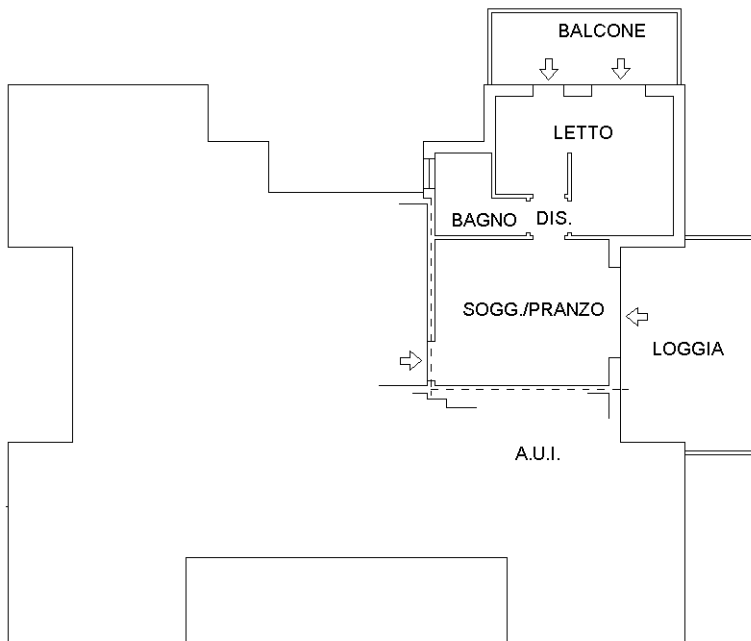 BALCONE
LETTO
BAGNO
DIS.
SOGG./PRANZO
LOGGIA
A.U.I.